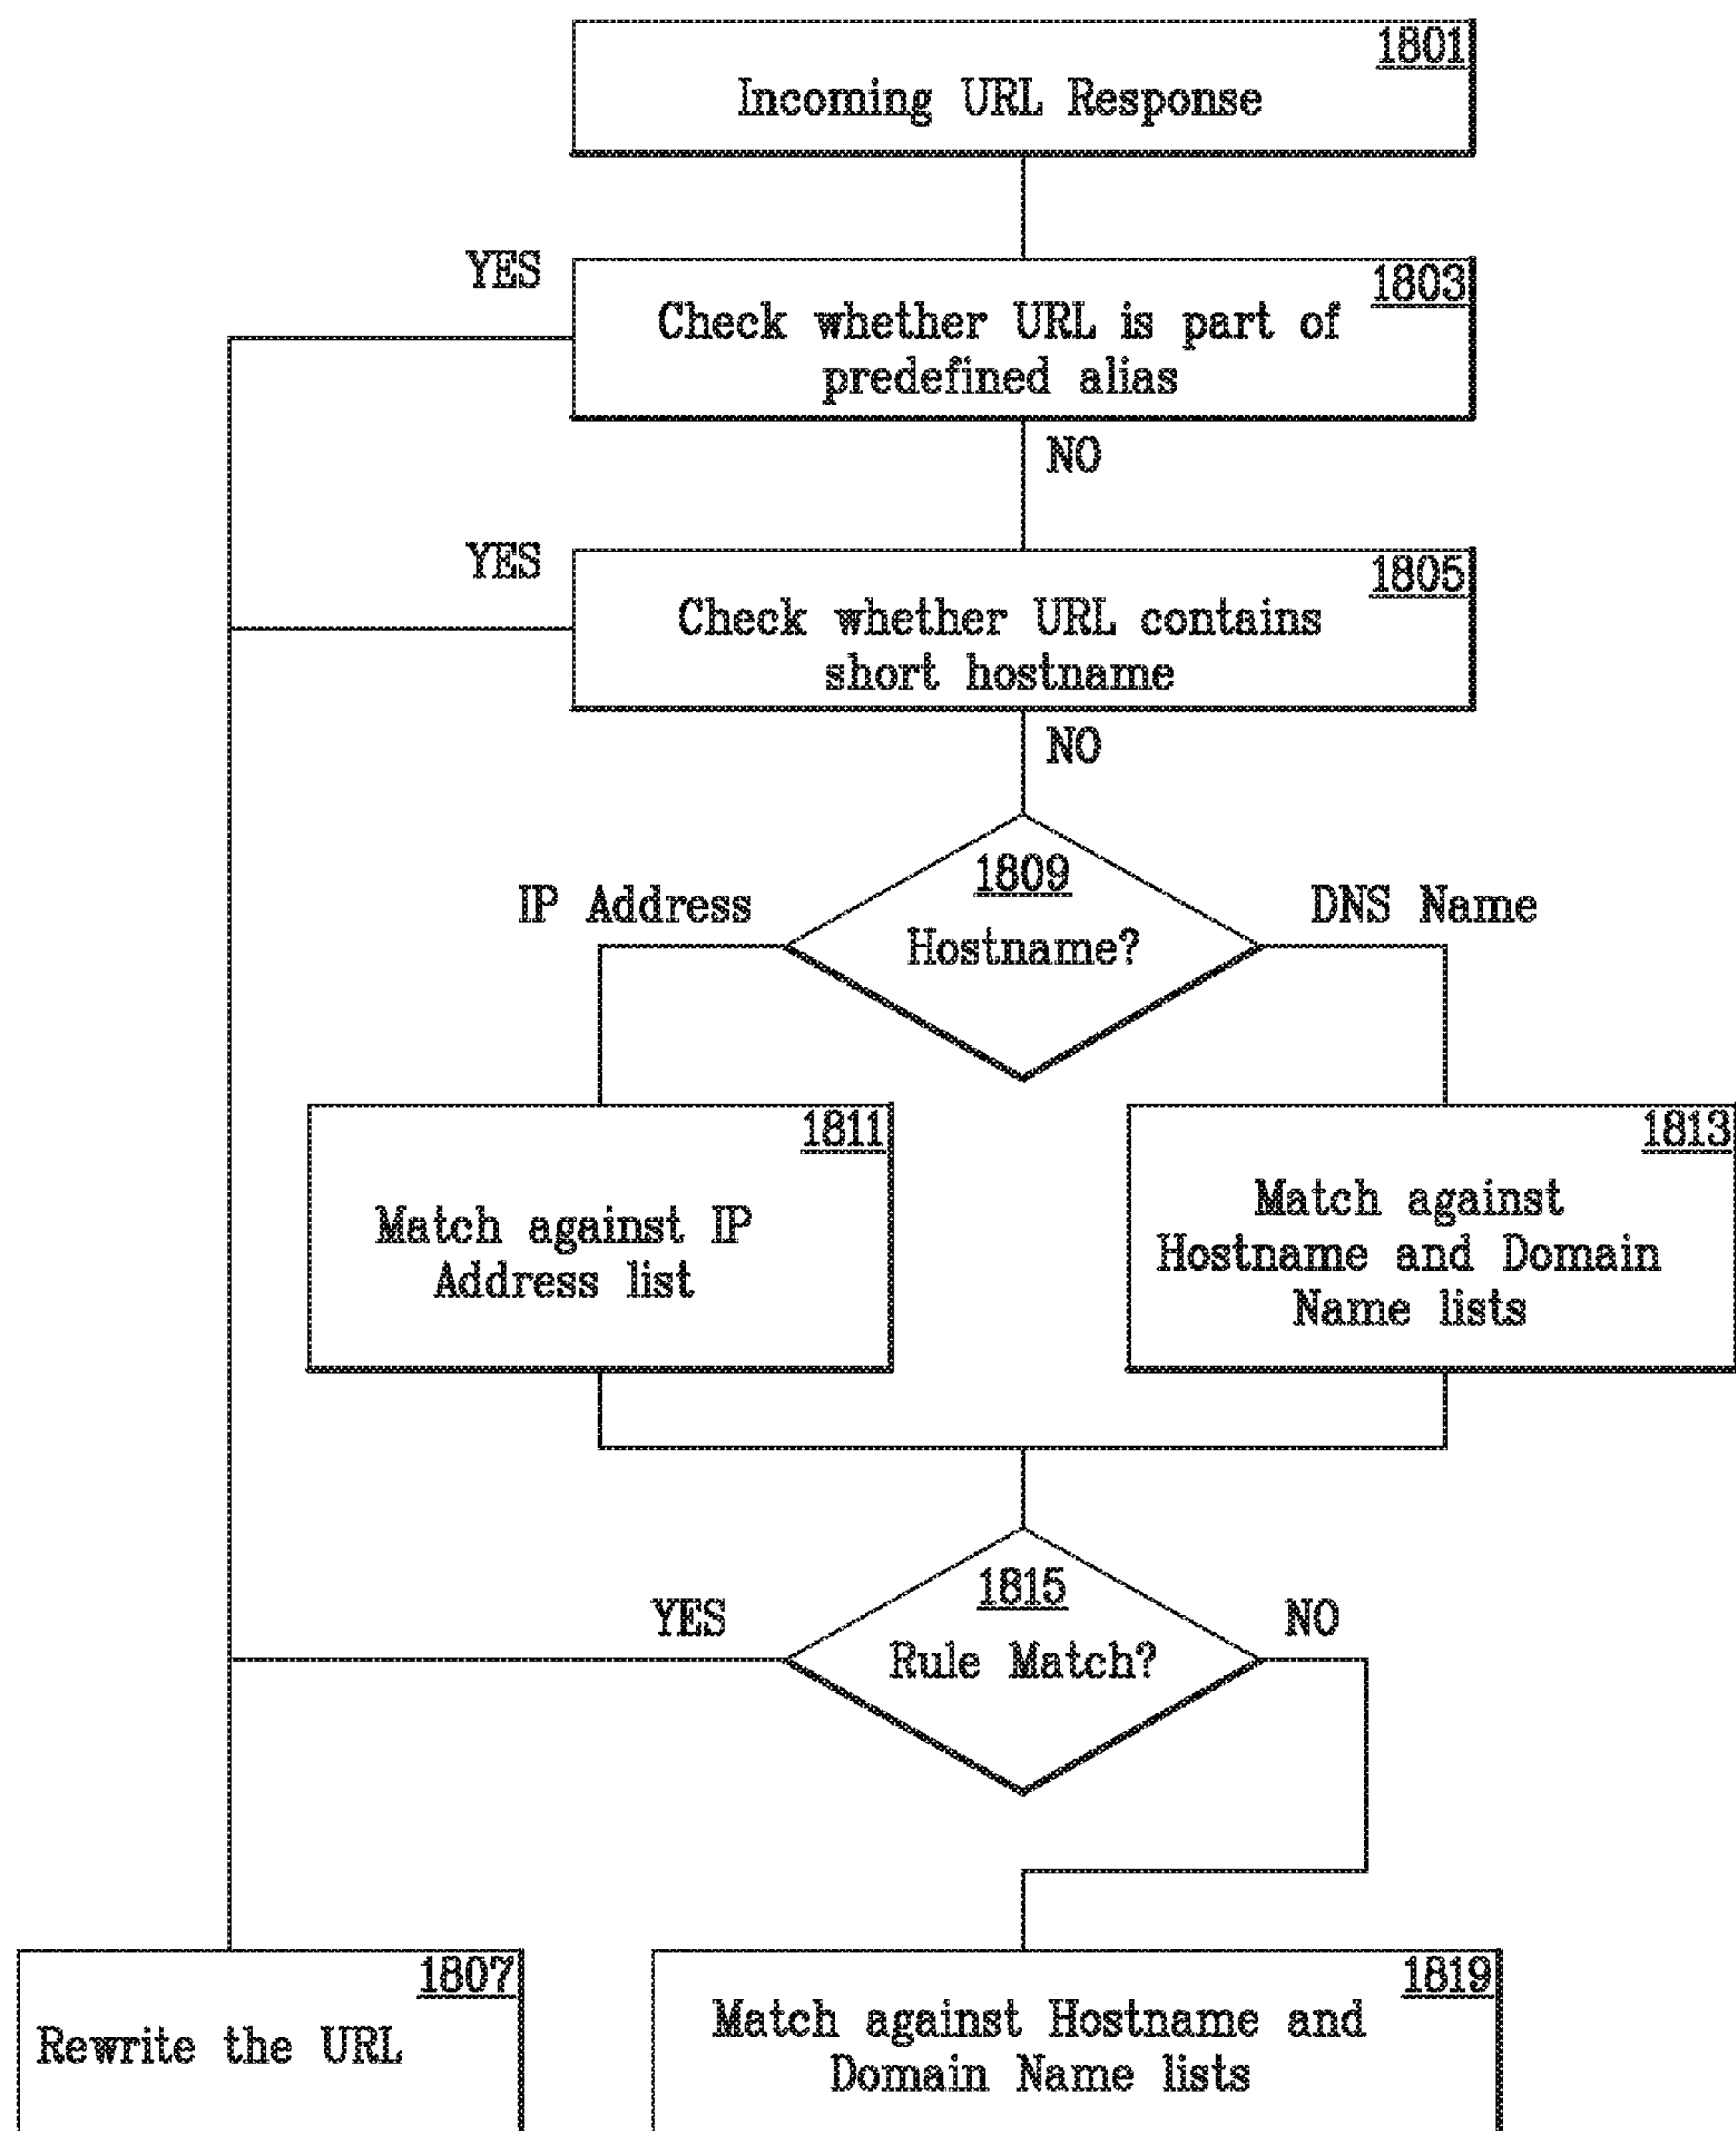 1801
Incoming URL Response
YES
1803
Check whether URL is part of
predefined alias
NO
YES
1805
Check whether URL contains
short hostname
NO
1809
Hostname?
IP Address
DNS Name
1811
Match against IP
Address list
1813
Match against
Hostname and Domain
Name lists
1815
Rule Match?
YES
NO
1807
Rewrite the URL
1819
Match against Hostname and
Domain Name lists